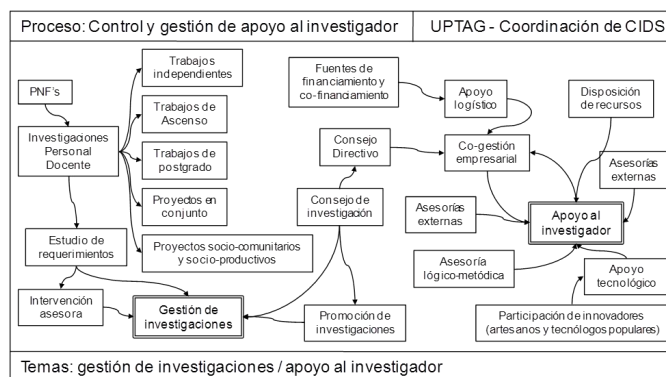 Proceso: Control y gestión de apoyo al investigador
UPTAG - Coordinación de CIDS
PNF's
Investigaciones
Personal
Docente
Trabajos
independientes
Trabajos de
Ascenso
Trabajos de
postgrado
Proyectos en
conjunto
Proyectos socio-comunitarios
y socio-productivos
Estudio de
requerimientos
Intervención
asesora
Gestión de
investigaciones
Fuentes de
financiamiento y
co-financiamiento
Apoyo
logístico
Disposición
de recursos
Consejo
Directivo
Co-gestión
empresarial
Asesorías
externas
Consejo de
investigación
Asesorías
externas
Apoyo al
investigador
Asesoría
lógico-metódica
Apoyo
tecnológico
Promoción de
investigaciones
Participación de innovadores
(artesanos y tecnólogos populares)
Temas: gestión de investigaciones / apoyo al investigador